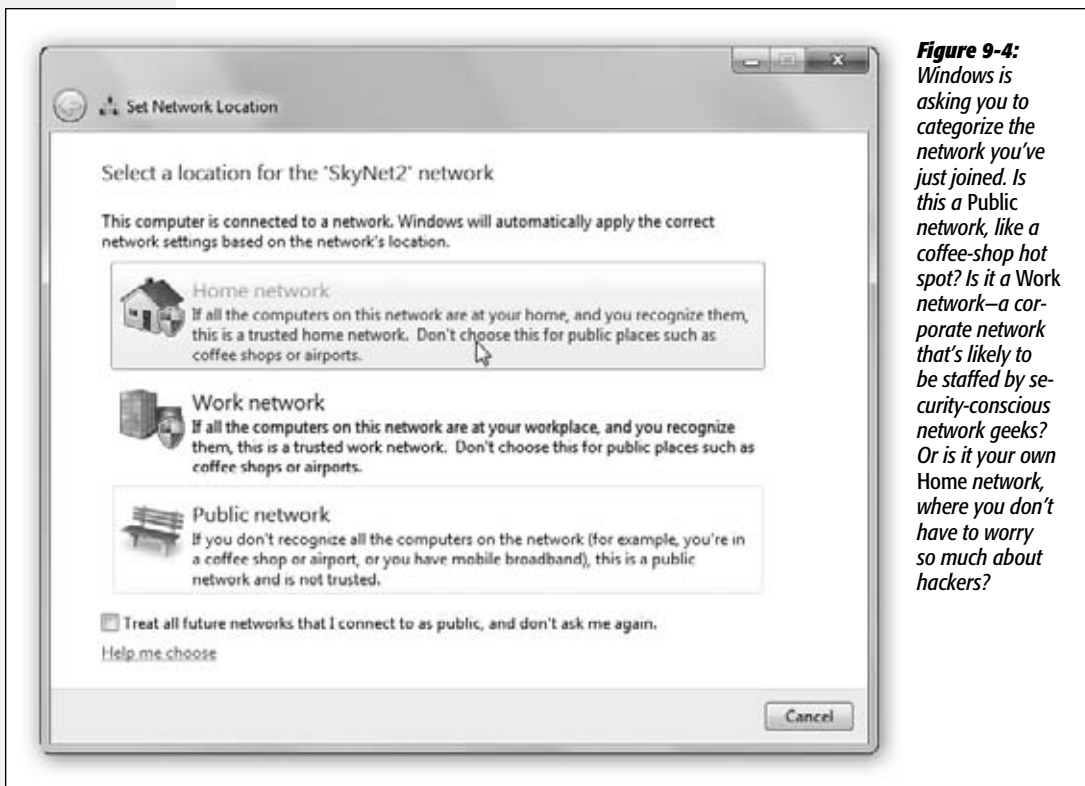 Set Network Location
Select a location for the 'SkyNet2' network
This computer is connected to a network. Windows will automatically apply the correct
network settings based on the network's location.
Home network
If all the computers on this network are at your home, and you recognize them,
this is a trusted home network. Don't choose this for public places such as
coffee shops or airports.
Work network
If all the computers on this network are at your workplace, and you recognize
them, this is a trusted work network. Don't choose this for public places such as
coffee shops or airports.
Public network
If you don't recognize all the computers on the network (for example, you're in
a coffee shop or airport, or you have mobile broadband), this is a public
network and is not trusted.
Treat all future networks that I connect to as public, and don't ask me again.
Help me choose
Cancel
Figure 9-4:
Windows is
asking you to
categorize the
network you've
just joined. Is
this a Public
network, like a
coffee-shop hot
spot? Is it a Work
network—a cor-
porate network
that's likely to
be staffed by se-
curity-conscious
network geeks?
Or is it your own
Home network,
where you don't
have to worry
so much about
hackers?